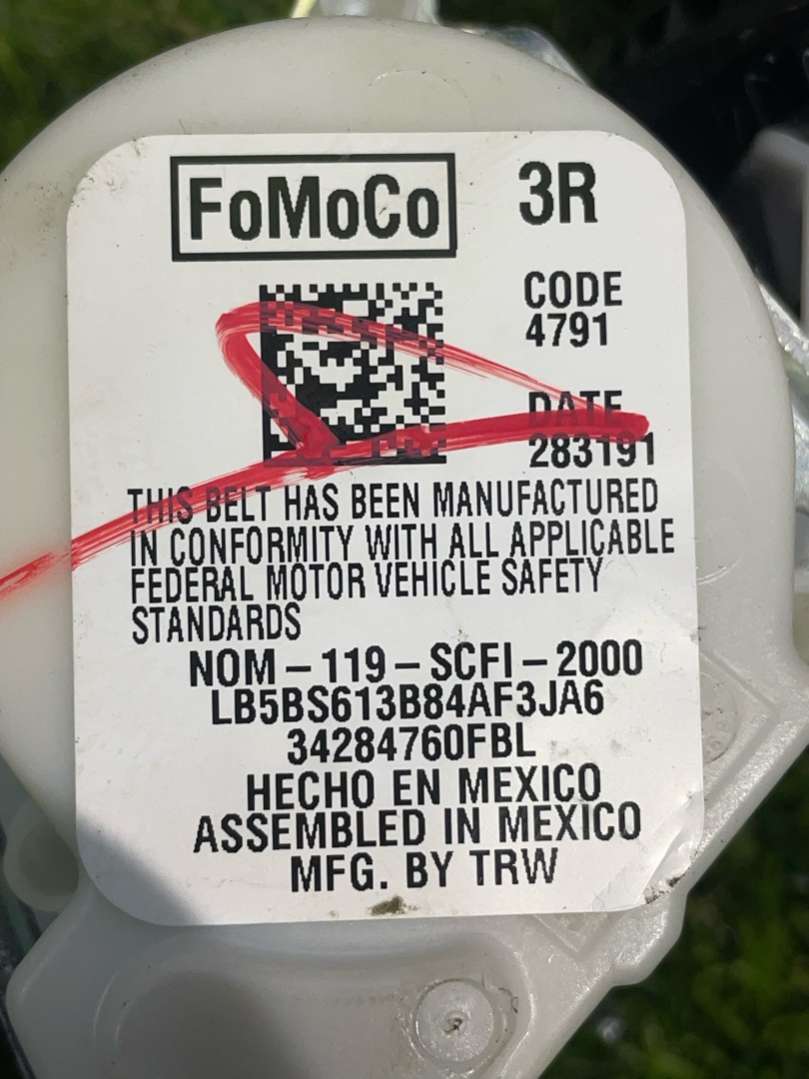 FoMoCo 3R
CODE
4791
DATE
283191
THIS BELT HAS BEEN MANUFACTURED
IN CONFORMITY WITH ALL APPLICABLE
FEDERAL MOTOR VEHICLE SAFETY
STANDARDS
NOM-119-SCFI-2000
LB5BS613B84AF3JA6
34284760FBL
HECHO EN MEXICO
ASSEMBLED IN MEXICO
MFG. BY TRW